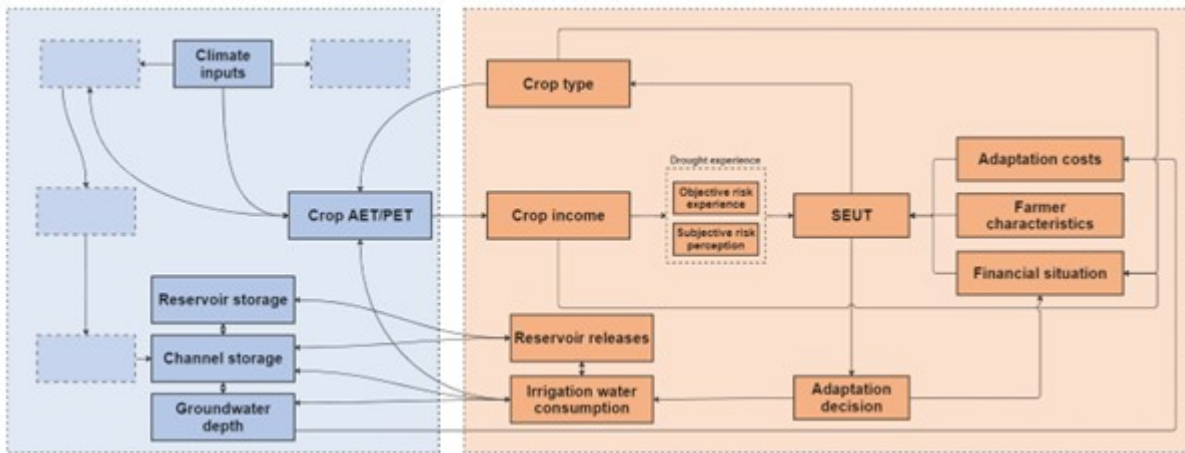 Climate
inputs
Crop AET/PET
Reservoir storage
Channel storage
Groundwater
depth
Crop type
Crop income
Drought experience
Objective risk
experience
Subjective risk
perception
SEUT
Adaptation costs
Farmer
characteristics
Financial situation
Reservoir releases
Irrigation water
consumption
Adaptation
decision